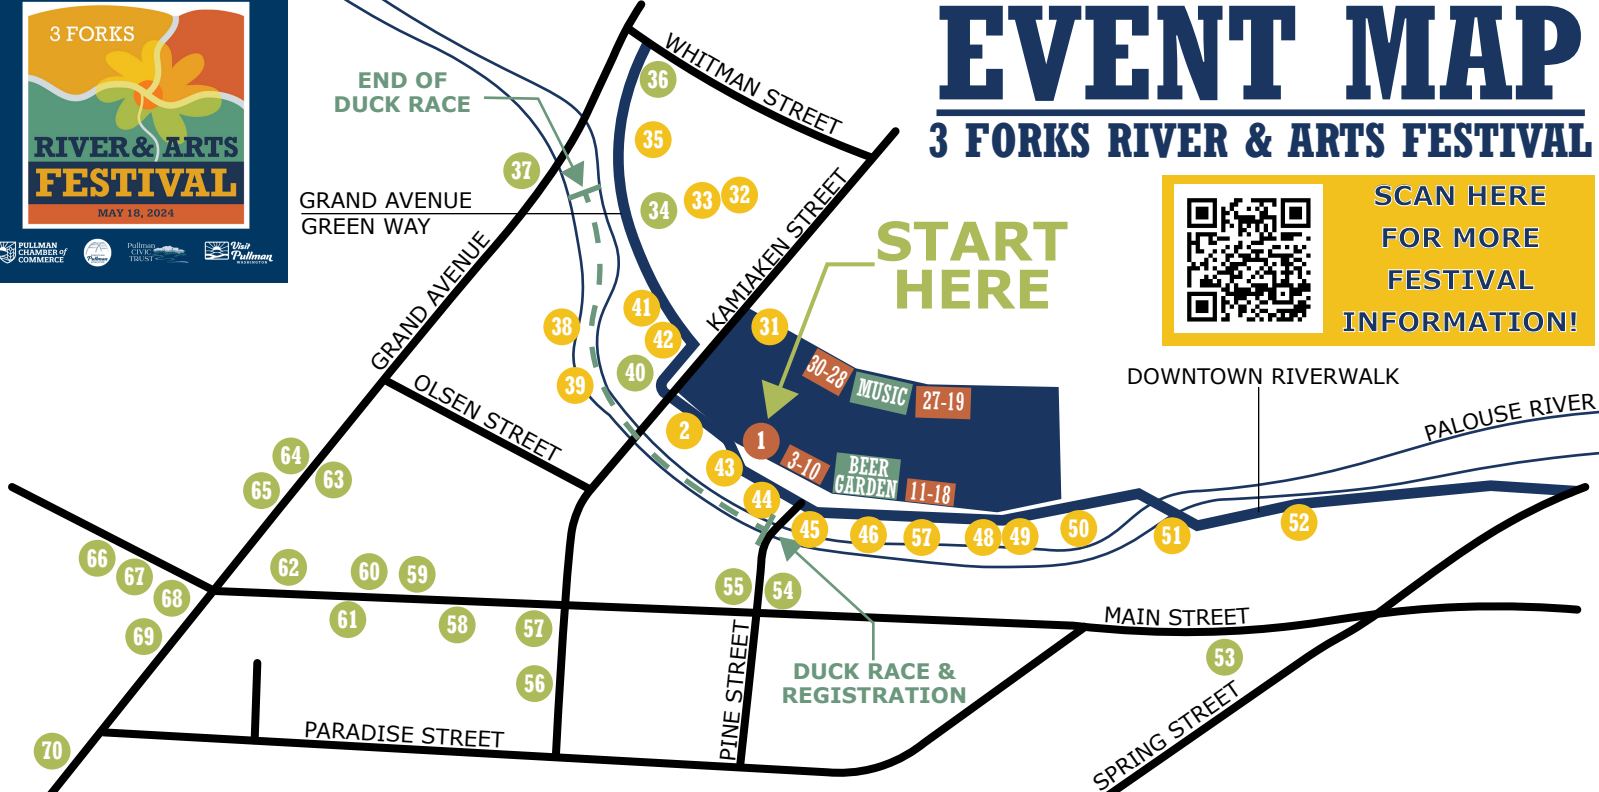 3 FORKS
RIVER & ARTS
FESTIVAL
MAY 18, 2024
PULLMAN
CHAMBER of
COMMERCE
Pullman
Pullman
CIVIC
TRUST
Visit
Pullman
WASHINGTON
EVENT MAP
3 FORKS RIVER & ARTS FESTIVAL
SCAN HERE
FOR MORE
FESTIVAL
INFORMATION!
END OF
DUCK RACE
WHITMAN STREET
36
35
37
34
33
32
GRAND AVENUE
GREEN WAY
GRAND AVENUE
KAMIAKEN STREET
START
HERE
41
42
38
31
40
39
30-28
MUSIC
27-19
DOWNTOWN RIVERWALK
PALOUSE RIVER
OLSEN STREET
2
1
43
3-10
BEER
GARDEN
11-18
44
45
46
57
48
49
50
51
52
64
65
63
66
67
68
69
62
60
59
61
58
57
56
55
54
MAIN STREET
53
DUCK RACE &
REGISTRATION
PINE STREET
PARADISE STREET
SPRING STREET
70